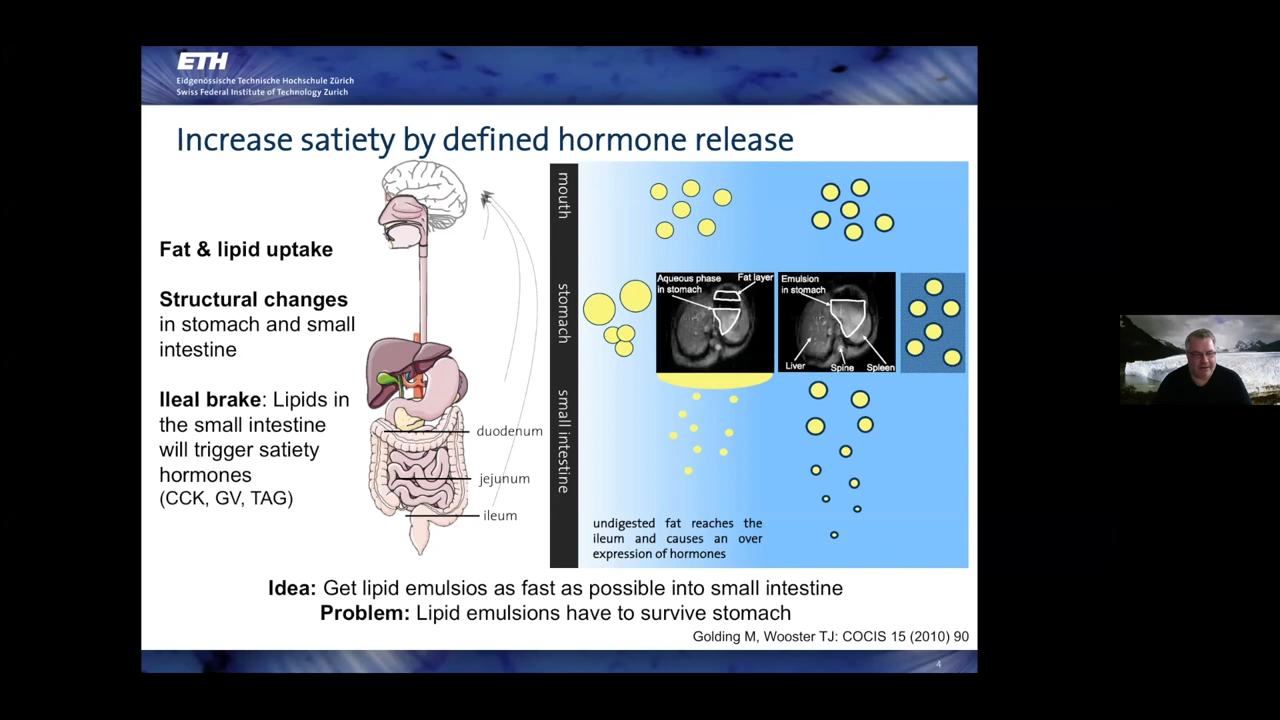 ETH
Eidgenössische Technische Hochschule Zürich
Swiss Federal Institute of Technology Zurich
Increase satiety by defined hormone release
Fat & lipid uptake
Structural changes
in stomach and small
intestine
Ileal brake: Lipids in
the small intestine
will trigger satiety
hormones
(CCK, GV, TAG)
duodenum
jejunum
ileum
mouth
stomach
small intestine
Aqueous phase
in stomach
Fat layer
Emulsion
in stomach
Liver
Spine
Spleen
undigested fat reaches the
ileum and causes an over
expression of hormones
Idea: Get lipid emulsios as fast as possible into small intestine
Problem: Lipid emulsions have to survive stomach
Golding M, Wooster TJ: COCIS 15 (2010) 90
4